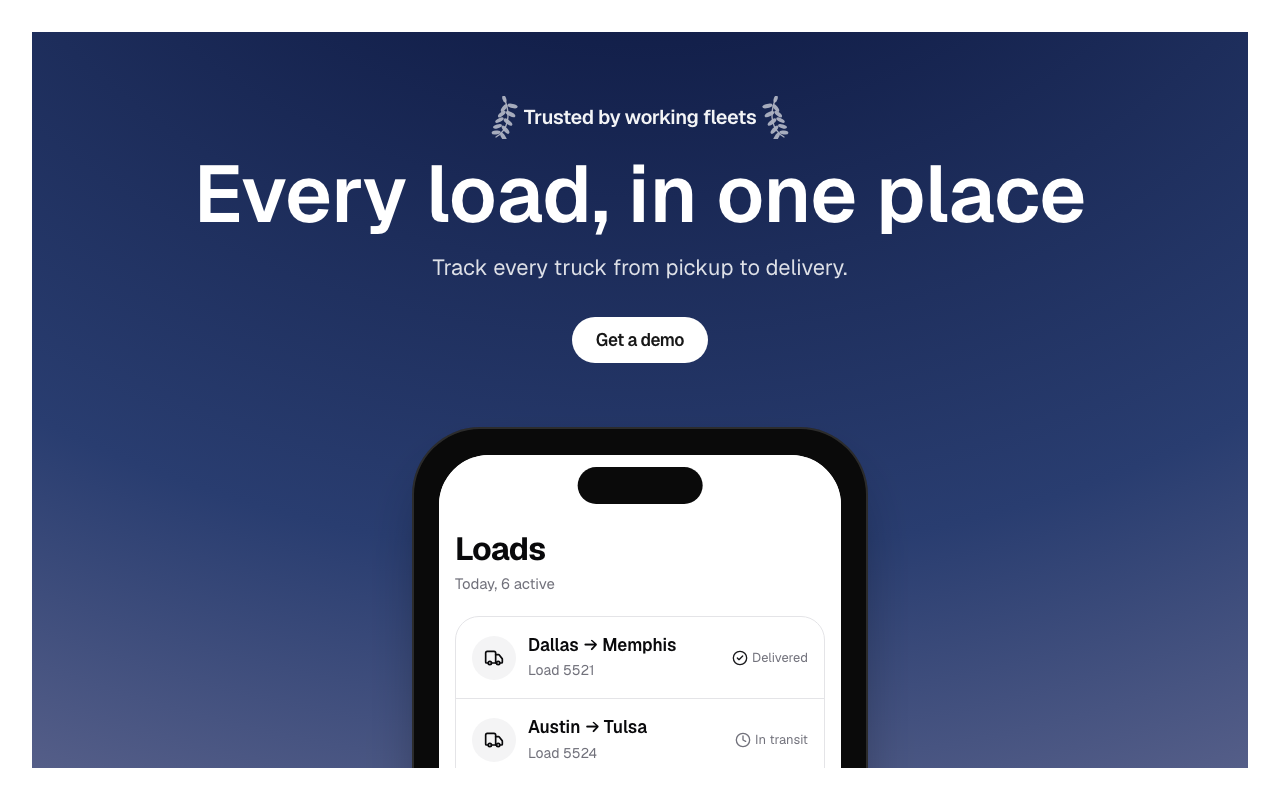 Trusted by working fleets
Every load, in one place
Track every truck from pickup to delivery.
Get a demo
Loads
Today, 6 active
Dallas → Memphis
Load 5521
Delivered
Austin → Tulsa
Load 5524
In transit